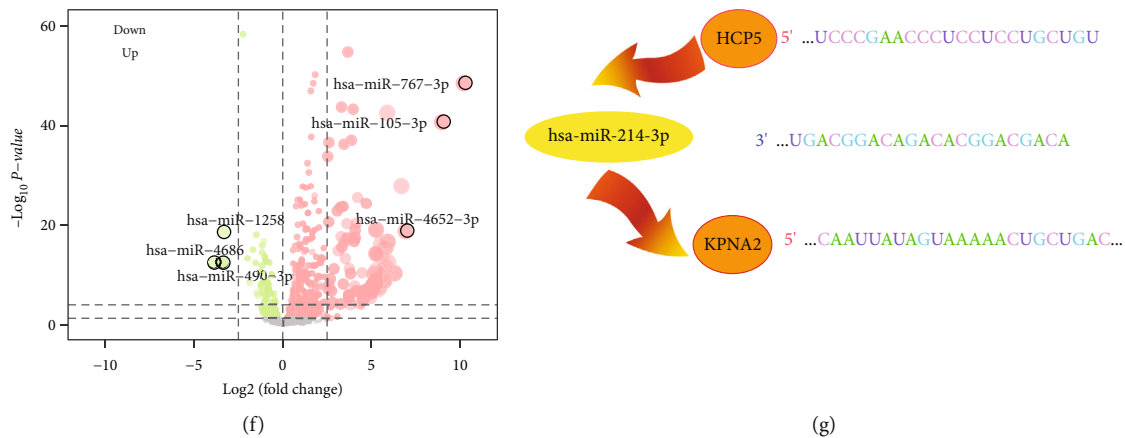 Down
Up
60
40
20
0
−Log10 P−value
−10
−5
0
5
10
Log2 (fold change)
hsa−miR−767−3p
hsa−miR−105−3p
hsa−miR−4652−3p
hsa−miR−1258
hsa−miR−4686
hsa−miR−490−3p
(f)
HCP5 5' ...UCCCGAACCCUCCUCCUGCUGU
hsa-miR-214-3p 3' ...UGACGGACAGACACGGACGACA
KPNA2 5' ...CAAUUAUAGUAAAAACUGCUGAC...
(g)